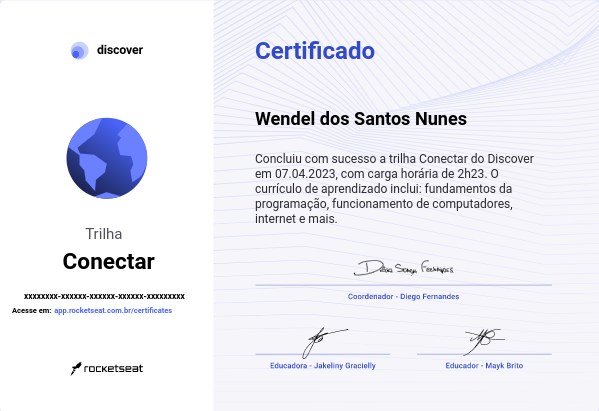 discover
Trilha
Conectar
xxxxxxxx-xxxxxx-xxxxxx-xxxxxx-xxxxxxxxx
Acesse em: app.rocketseat.com.br/certificates
rocketseat
Certificado
Wendel dos Santos Nunes
Concluiu com sucesso a trilha Conectar do Discover
em 07.04.2023, com carga horária de 2h23. O
currículo de aprendizado inclui: fundamentos da
programação, funcionamento de computadores,
internet e mais.
Diego Schell Fernandes
Coordenador - Diego Fernandes
Educadora - Jakeliny Gracielly
Educador - Mayk Brito